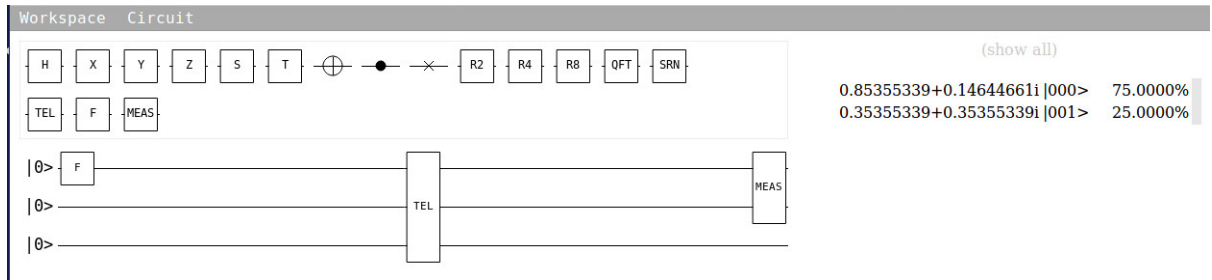 Workspace Circuit
(show all)
H X Y Z S T R2 R4 R8 QFT SRN
TEL F MEAS
0.85355339+0.14644661i |000> 75.0000%
0.35355339+0.35355339i |001> 25.0000%
|0> F
MEAS
|0> TEL
|0>